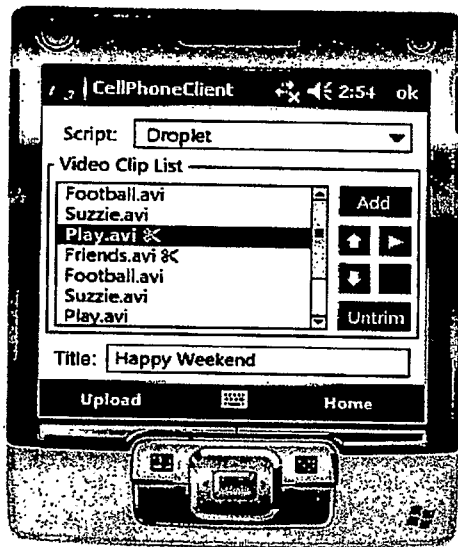 CellPhoneClient 2:54 ok
Script: Droplet
Video Clip List
Football.avi
Suzzie.avi
Play.avi
Friends.avi
Football.avi
Suzzie.avi
Play.avi
Add
Untrim
Title: Happy Weekend
Upload Home